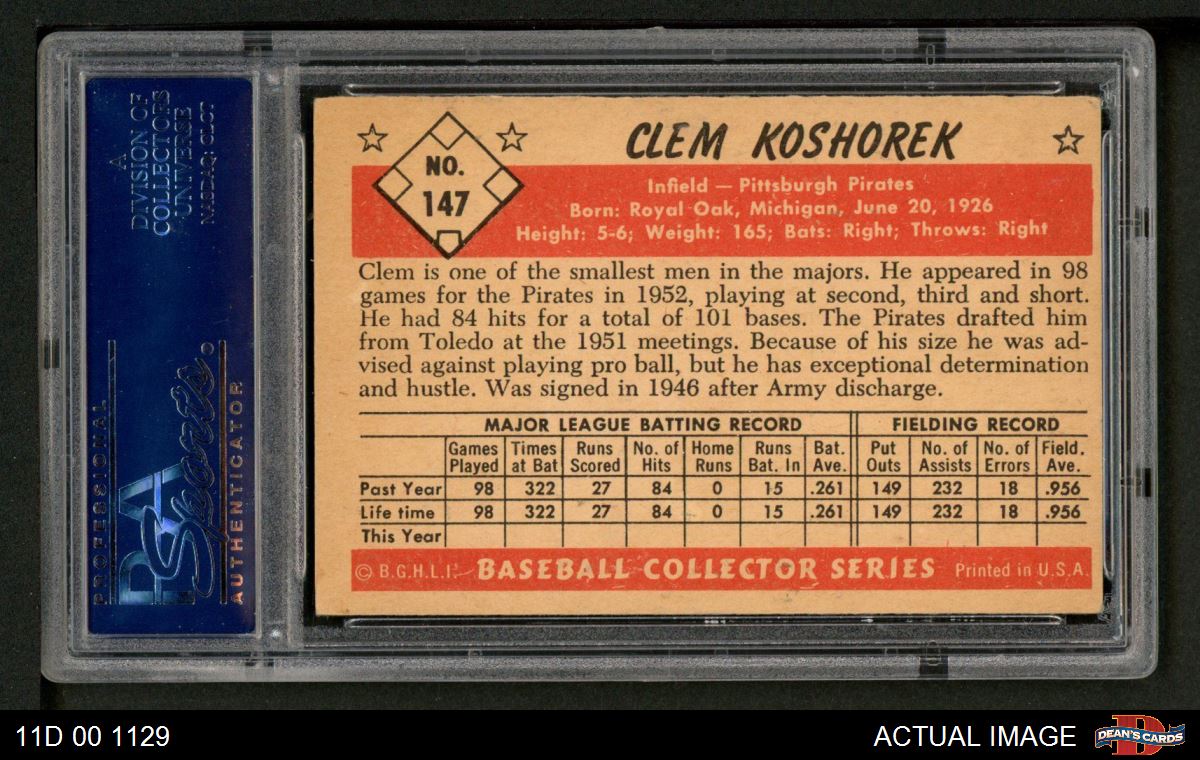 A
DIVISION OF
COLLECTORS
UNIVERSE
NASDAQ: CLCT
PROFESSIONAL
PSA
Sports
AUTHENTICATOR
CLEM KOSHOREK
NO.
147
Infield — Pittsburgh Pirates
Born: Royal Oak, Michigan, June 20, 1926
Height: 5-6; Weight: 165; Bats: Right; Throws: Right
Clem is one of the smallest men in the majors. He appeared in 98
games for the Pirates in 1952, playing at second, third and short.
He had 84 hits for a total of 101 bases. The Pirates drafted him
from Toledo at the 1951 meetings. Because of his size he was ad-
vised against playing pro ball, but he has exceptional determination
and hustle. Was signed in 1946 after Army discharge.
MAJOR LEAGUE BATTING RECORD FIELDING RECORD
Games Times Runs No. of Home Runs Bat. Put No. of No. of Field.
Played at Bat Scored Hits Runs Bat. In Ave. Outs Assists Errors Ave.
Past Year 98 322 27 84 0 15 .261 149 232 18 .956
Life time 98 322 27 84 0 15 .261 149 232 18 .956
This Year
© B.G.H.L.I. BASEBALL COLLECTOR SERIES Printed in U.S.A.
11D 00 1129 ACTUAL IMAGE DEAN'S CARDS